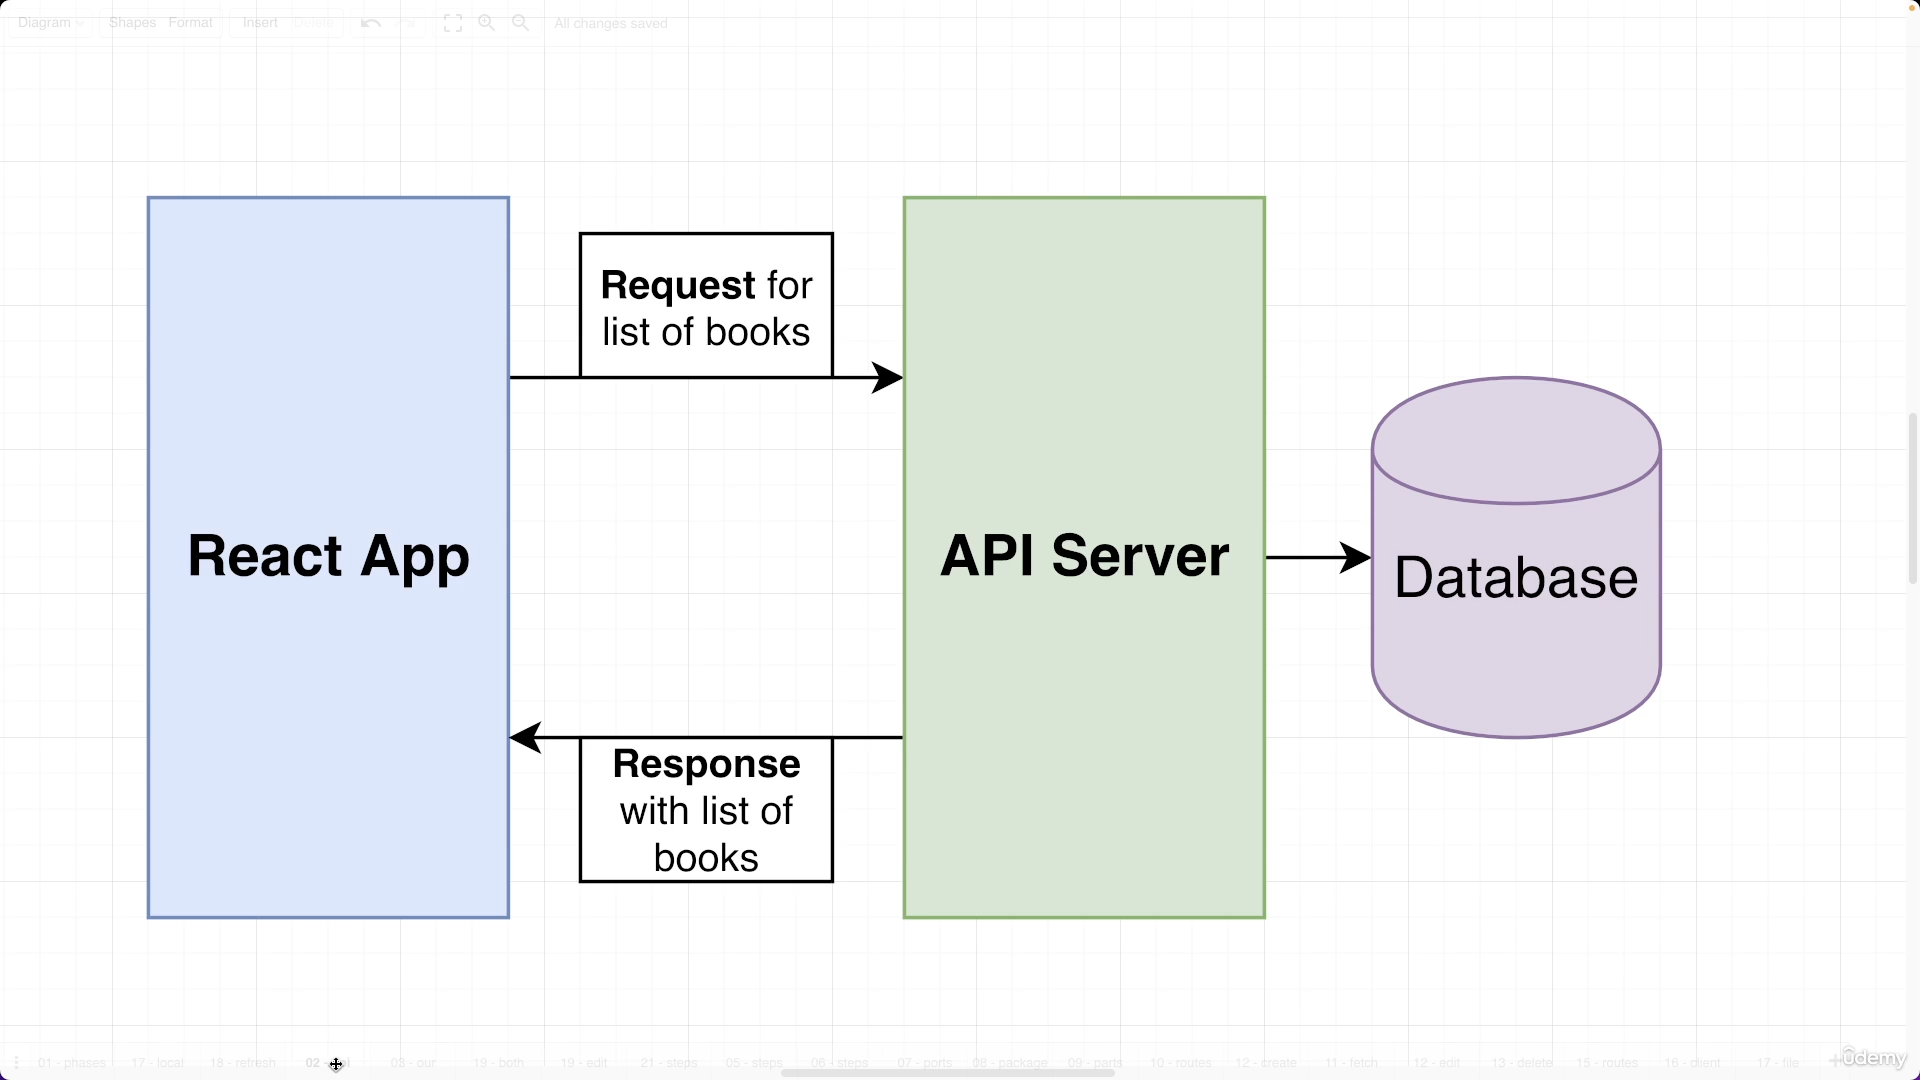 Diagram
Shapes
Format
Insert
Delete
All changes saved
Request for
list of books
React App
API Server
Database
Response
with list of
books
01 - phases
17 - local
18 - refresh
02
03 - our
19 - both
19 - edit
21 - steps
05 - steps
06 - steps
07 - ports
08 - package
09 - parts
10 - routes
12 - create
11 - fetch
12 - edit
13 - delete
15 - routes
16 - client
17 - file
ûdemy